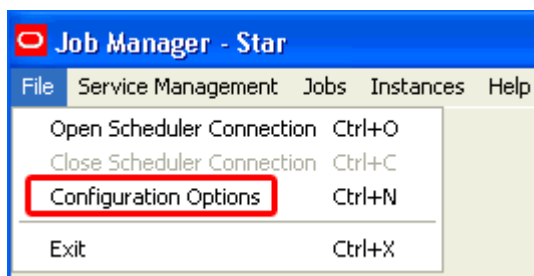 Job Manager - Star
File Service Management Jobs Instances Help
Open Scheduler Connection Ctrl+O
Close Scheduler Connection Ctrl+C
Configuration Options Ctrl+N
Exit Ctrl+X